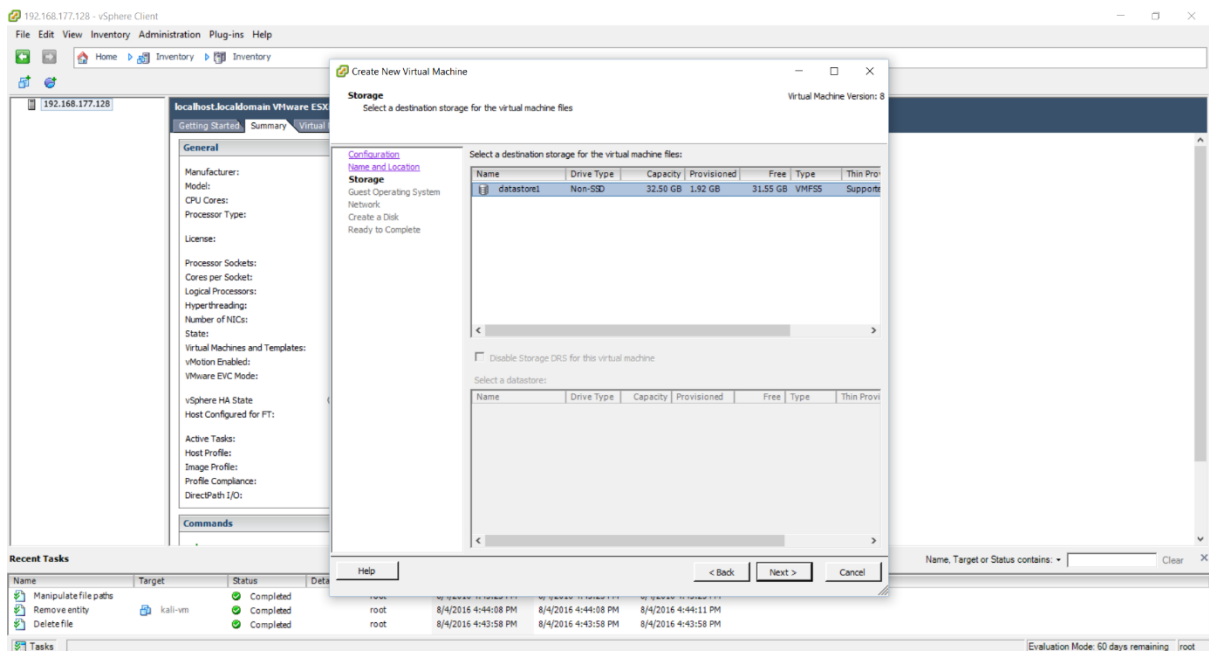 192.168.177.128 - vSphere Client
File Edit View Inventory Administration Plug-ins Help
Home Inventory Inventory
192.168.177.128
localhost.localdomain VMware ESX
Getting Started Summary Virtual
General
Manufacturer:
Model:
CPU Cores:
Processor Type:
License:
Processor Sockets:
Cores per Socket:
Logical Processors:
Hyperthreading:
Number of NICs:
State:
Virtual Machines and Templates:
vMotion Enabled:
VMware EVC Mode:
vSphere HA State
Host Configured for FT:
Active Tasks:
Host Profile:
Image Profile:
Profile Compliance:
DirectPath I/O:
Commands
Create New Virtual Machine
Storage
Select a destination storage for the virtual machine files
Virtual Machine Version: 8
Configuration
Name and Location
Storage
Guest Operating System
Network
Create a Disk
Ready to Complete
Select a destination storage for the virtual machine files:
Name Drive Type Capacity Provisioned Free Type Thin Pro
datastore1 Non-SSD 32.50 GB 1.92 GB 31.55 GB VMFS5 Supporte
Disable Storage DRS for this virtual machine
Select a datastore:
Name Drive Type Capacity Provisioned Free Type Thin Provi
Help < Back Next > Cancel
Recent Tasks
Name, Target or Status contains: Clear
Name Target Status Deta
Manipulate file paths Completed
Remove entity kali-vm Completed root 8/4/2016 4:44:08 PM 8/4/2016 4:44:08 PM 8/4/2016 4:44:11 PM
Delete file Completed root 8/4/2016 4:43:58 PM 8/4/2016 4:43:58 PM 8/4/2016 4:43:58 PM
Tasks Evaluation Mode: 60 days remaining root